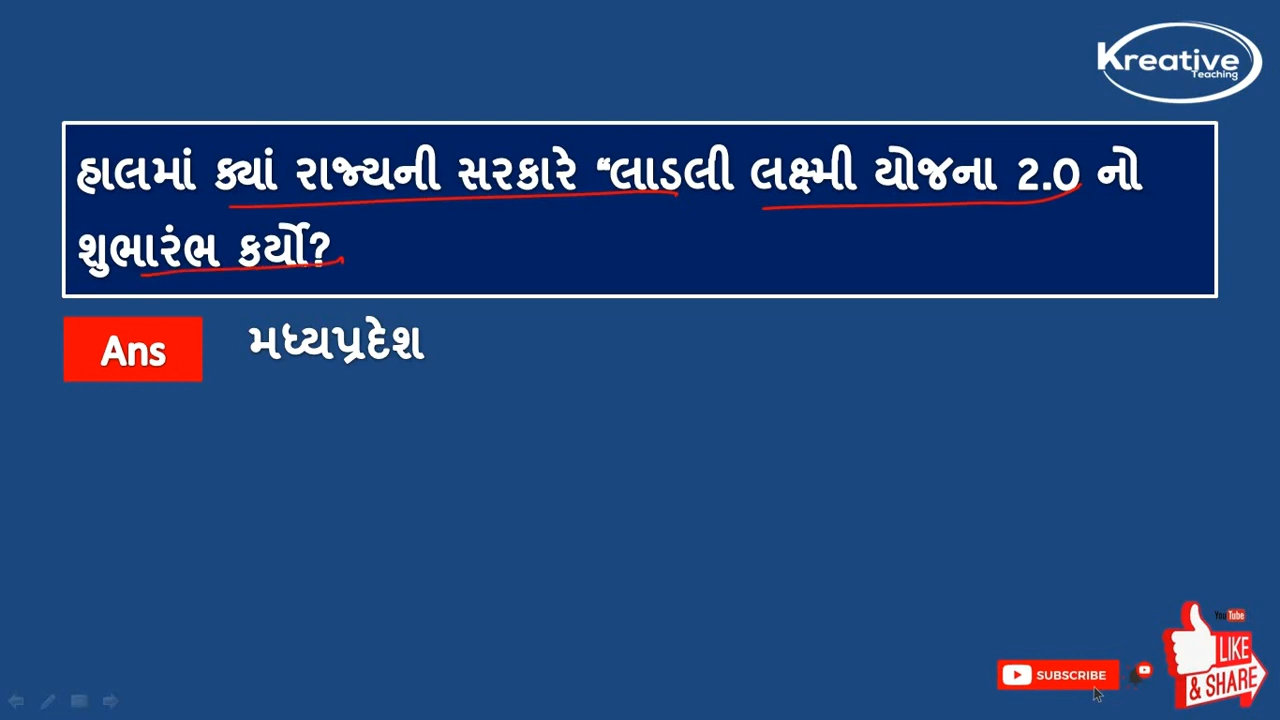 Kreative
Teaching
હાલમાં ક્યાં રાજ્યની સરકારે “લાડલી લક્ષ્મી યોજના 2.0 નો
શુભારંભ કર્યો?
Ans મધ્યપ્રદેશ
YouTube
LIKE
& SHARE
SUBSCRIBE